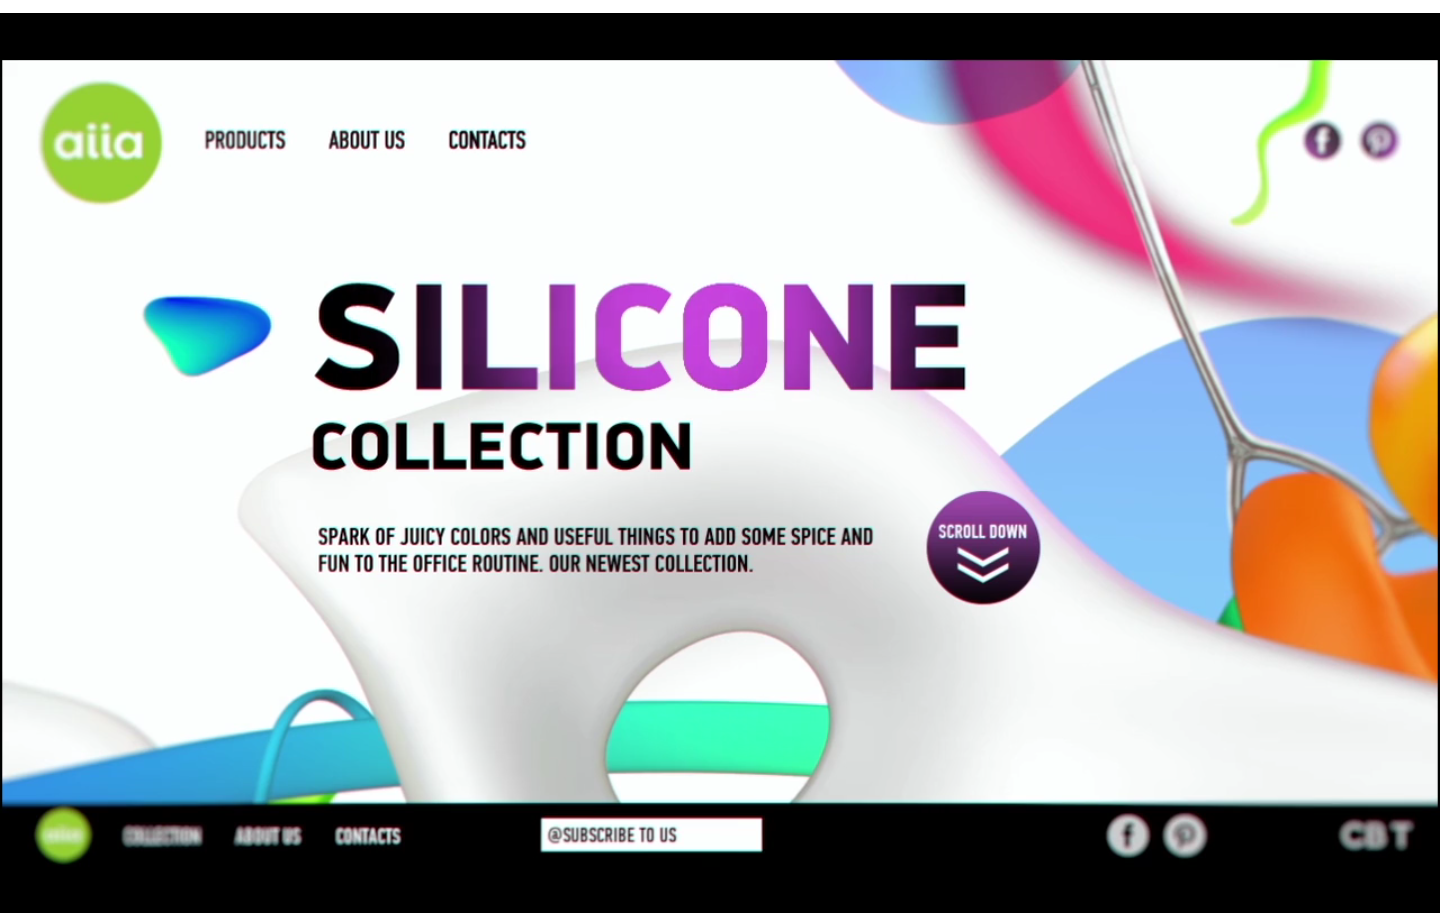 aiia
PRODUCTS ABOUT US CONTACTS
SILICONE
COLLECTION
SPARK OF JUICY COLORS AND USEFUL THINGS TO ADD SOME SPICE AND
FUN TO THE OFFICE ROUTINE. OUR NEWEST COLLECTION.
SCROLL DOWN
aiia COLLECTION ABOUT US CONTACTS @SUBSCRIBE TO US CBT